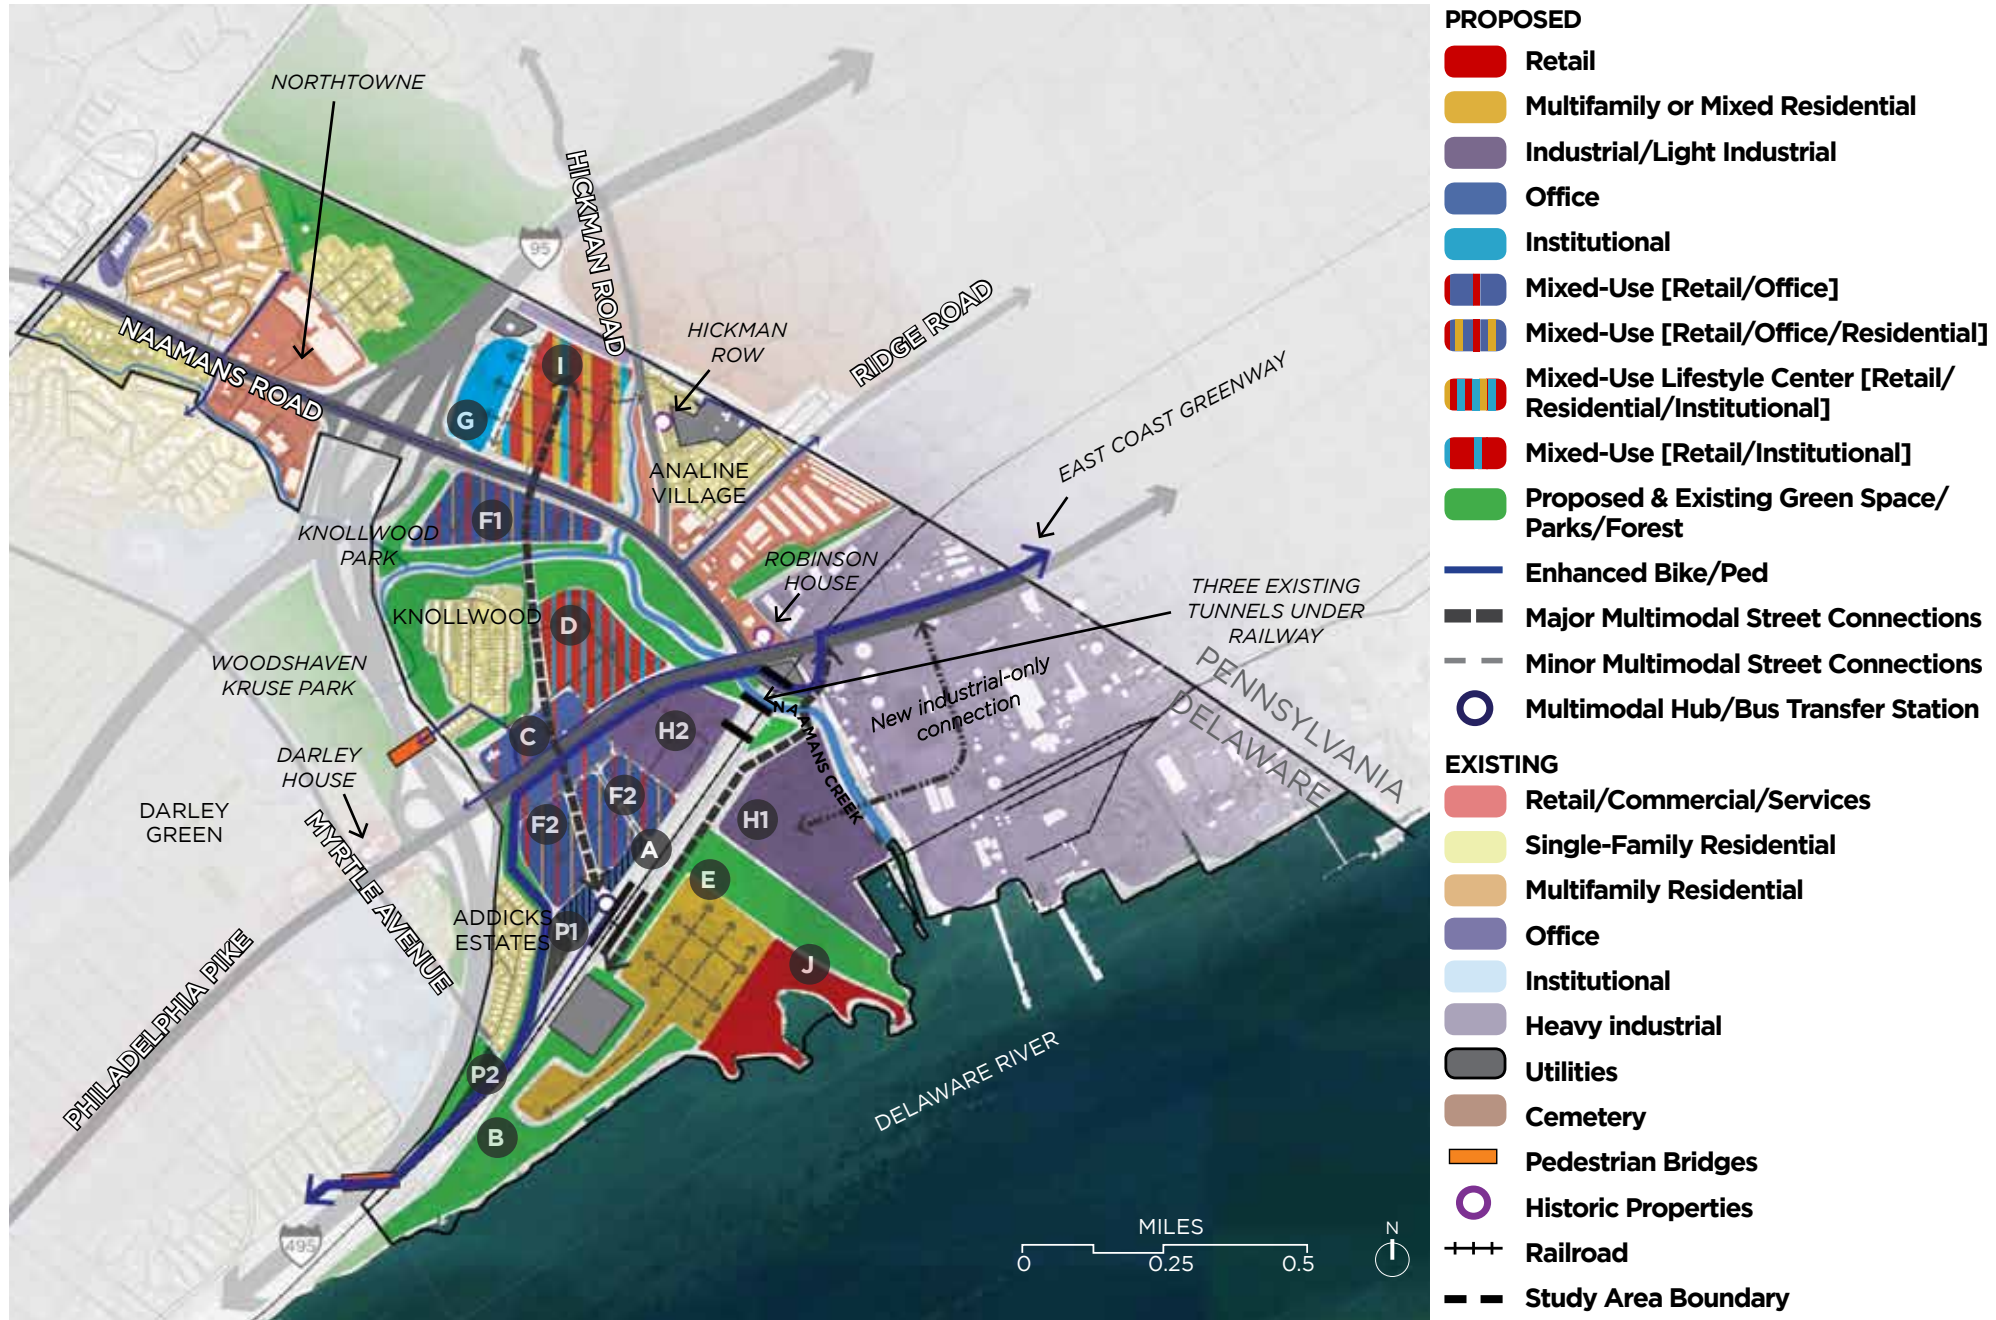 NORTHTOWNE
HICKMAN ROAD
95
NAAMANS ROAD
HICKMAN
ROW
RIDGE ROAD
EAST COAST GREENWAY
I
G
ANALINE
VILLAGE
F1
KNOLLWOOD
PARK
ROBINSON
HOUSE
THREE EXISTING
TUNNELS UNDER
RAILWAY
KNOLLWOOD
D
WOODSHAVEN
KRUSE PARK
PENNSYLVANIA
DELAWARE
New industrial-only
connection
NAAMANS CREEK
C
H2
DARLEY
HOUSE
DARLEY
GREEN
MYRTLE AVENUE
F2
F2
H1
A
E
ADDICKS
ESTATES
P1
J
PHILADELPHIA PIKE
P2
B
DELAWARE RIVER
495
MILES
0
0.25
0.5
N
PROPOSED
Retail
Multifamily or Mixed Residential
Industrial/Light Industrial
Office
Institutional
Mixed-Use [Retail/Office]
Mixed-Use [Retail/Office/Residential]
Mixed-Use Lifestyle Center [Retail/
Residential/Institutional]
Mixed-Use [Retail/Institutional]
Proposed & Existing Green Space/
Parks/Forest
Enhanced Bike/Ped
Major Multimodal Street Connections
Minor Multimodal Street Connections
Multimodal Hub/Bus Transfer Station
EXISTING
Retail/Commercial/Services
Single-Family Residential
Multifamily Residential
Office
Institutional
Heavy industrial
Utilities
Cemetery
Pedestrian Bridges
Historic Properties
Railroad
Study Area Boundary